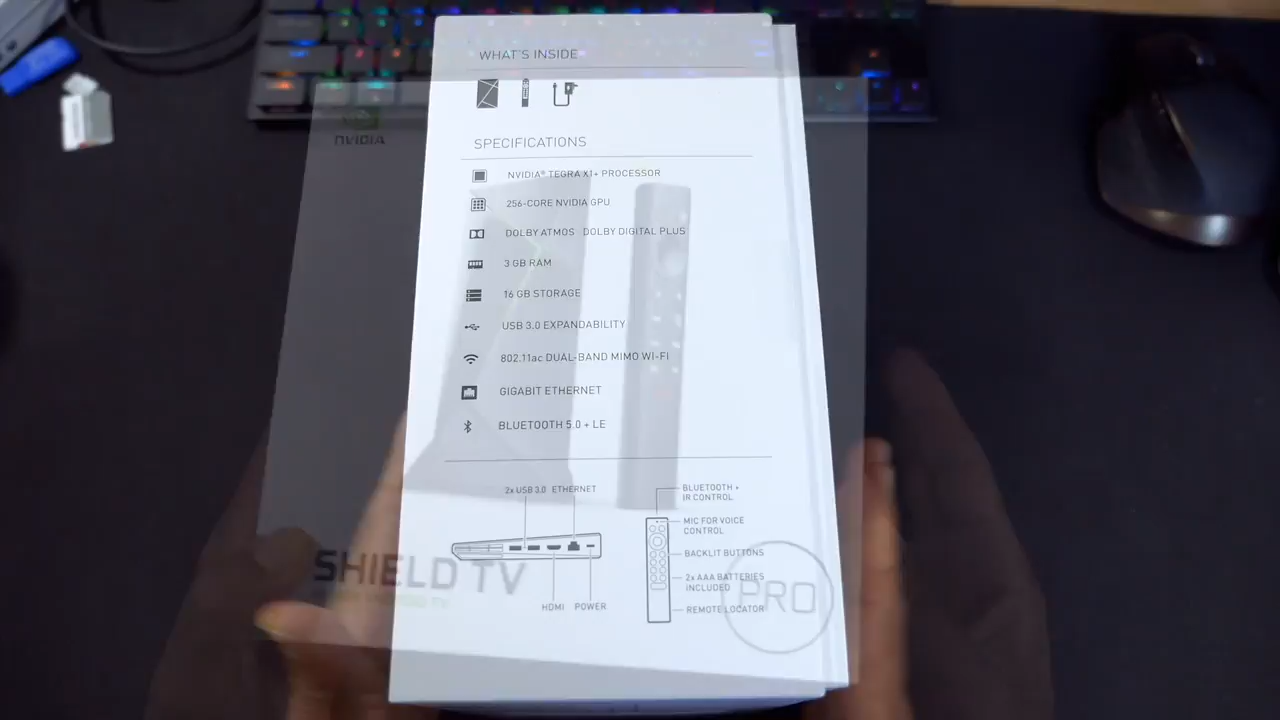 WHAT'S INSIDE
NVIDIA
SPECIFICATIONS
NVIDIA® TEGRA X1+ PROCESSOR
256-CORE NVIDIA GPU
DOLBY ATMOS DOLBY DIGITAL PLUS
3 GB RAM
16 GB STORAGE
USB 3.0 EXPANDABILITY
802.11ac DUAL-BAND MIMO WI-FI
GIGABIT ETHERNET
BLUETOOTH 5.0 + LE
2x USB 3.0 ETHERNET
HDMI POWER
BLUETOOTH +
IR CONTROL
MIC FOR VOICE
CONTROL
BACKLIT BUTTONS
2x AAA BATTERIES
INCLUDED
REMOTE LOCATOR
SHIELD TV
PRO